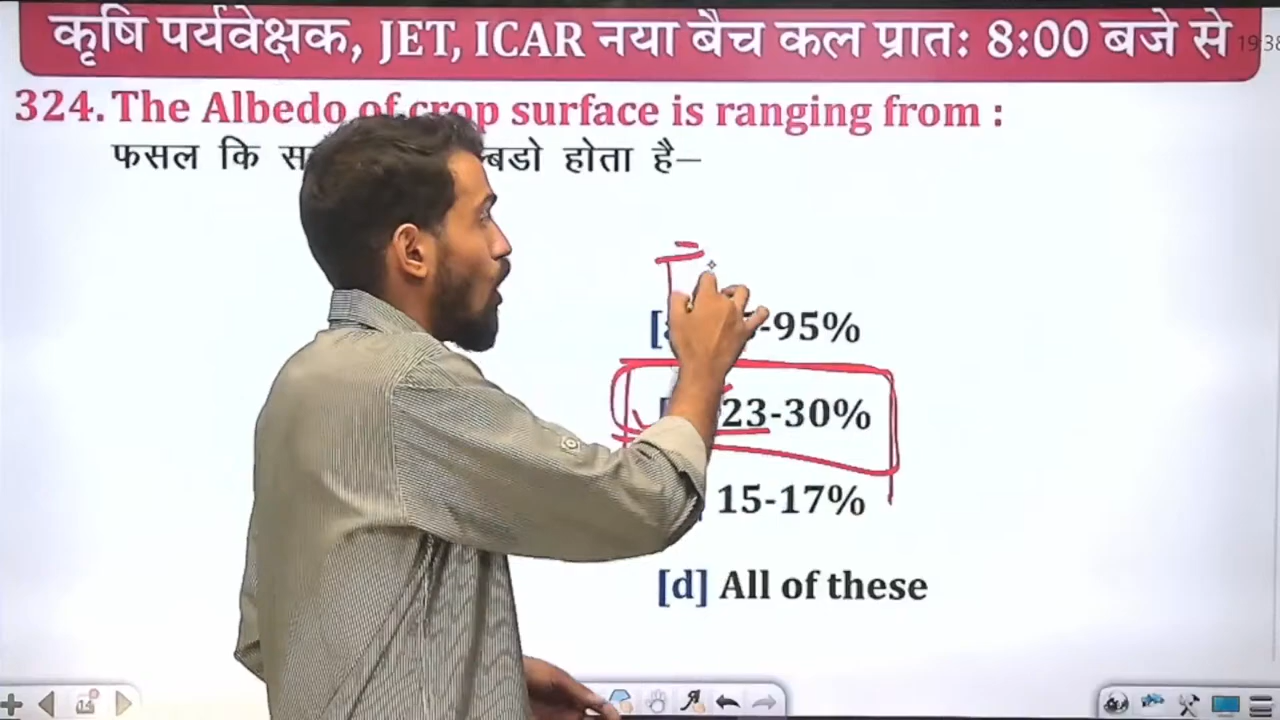 कृषि पर्यवेक्षक, JET, ICAR नया बैच कल प्रातः 8:00 बजे से
324. The Albedo of crop surface is ranging from :
फसल कि होता है–
-95%
23-30%
15-17%
[d] All of these